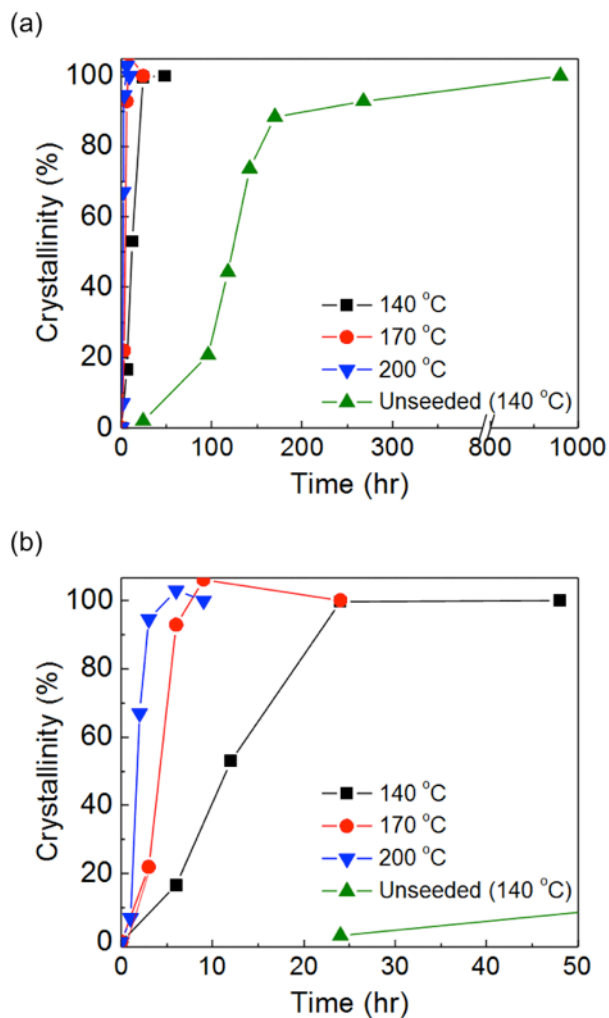 (a)
100
80
60
40
20
0
Crystallinity (%)
140 °C
170 °C
200 °C
Unseeded (140 °C)
0 100 200 300 800 1000
Time (hr)
(b)
100
80
60
40
20
0
Crystallinity (%)
140 °C
170 °C
200 °C
Unseeded (140 °C)
0 10 20 30 40 50
Time (hr)